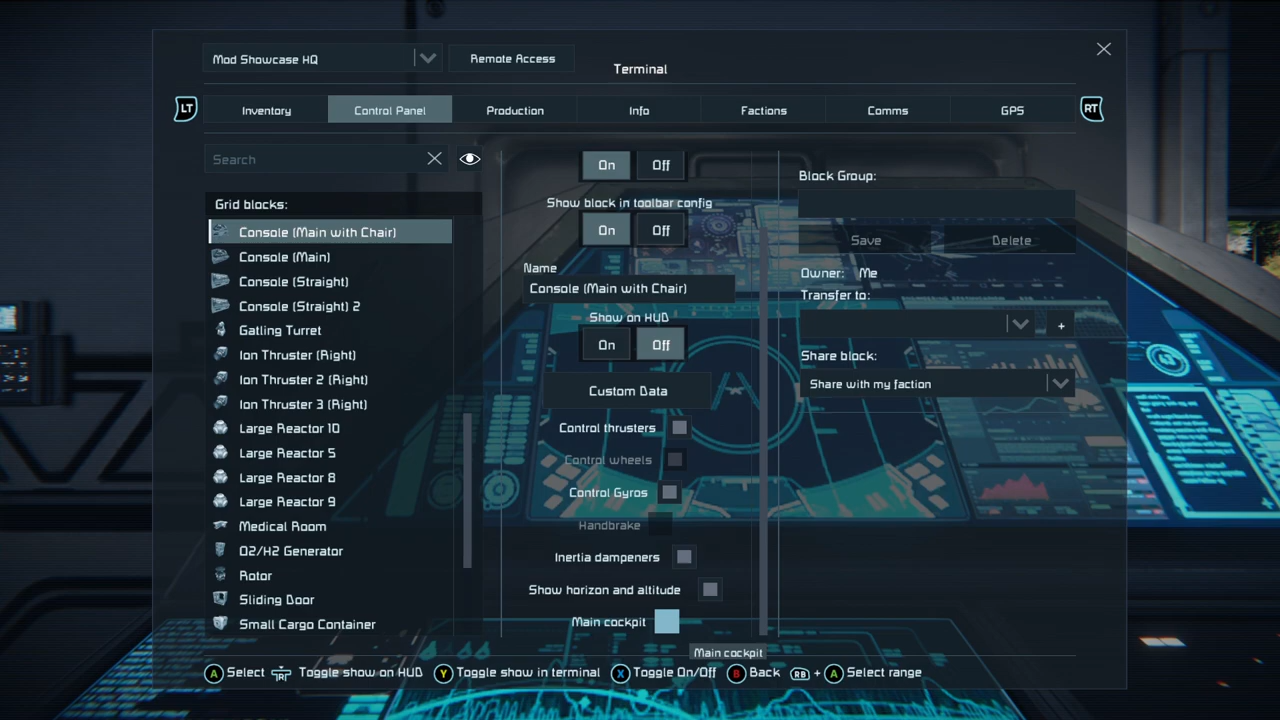 Mod Showcase HQ
Remote Access
Terminal
LT
Inventory
Control Panel
Production
Info
Factions
Comms
GPS
RT
Search
Grid blocks:
Console (Main with Chair)
Console (Main)
Console (Straight)
Console (Straight) 2
Gatling Turret
Ion Thruster (Right)
Ion Thruster 2 (Right)
Ion Thruster 3 (Right)
Large Reactor 10
Large Reactor 5
Large Reactor 8
Large Reactor 9
Medical Room
O2/H2 Generator
Rotor
Sliding Door
Small Cargo Container
On Off
Show block in toolbar config
On Off
Name
Console (Main with Chair)
Show on HUD
On Off
Custom Data
Control thrusters
Control wheels
Control Gyros
Handbrake
Inertia dampeners
Show horizon and altitude
Main cockpit
Main cockpit
Block Group:
Save Delete
Owner: Me
Transfer to:
+
Share block:
Share with my faction
A Select Toggle show on HUD Y Toggle show in terminal X Toggle On/Off B Back RB + A Select range